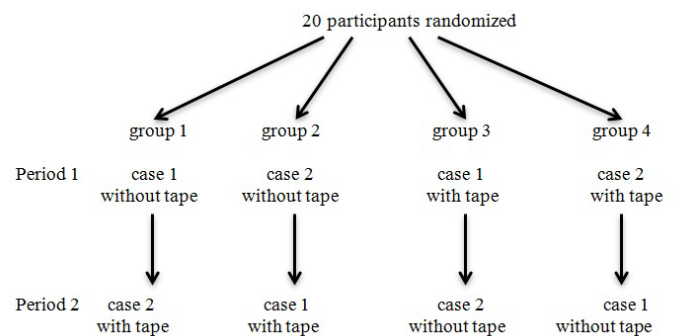 20 participants randomized
group 1 group 2 group 3 group 4
Period 1 case 1 case 2 case 1 case 2
without tape without tape with tape with tape
Period 2 case 2 case 1 case 2 case 1
with tape with tape without tape without tape